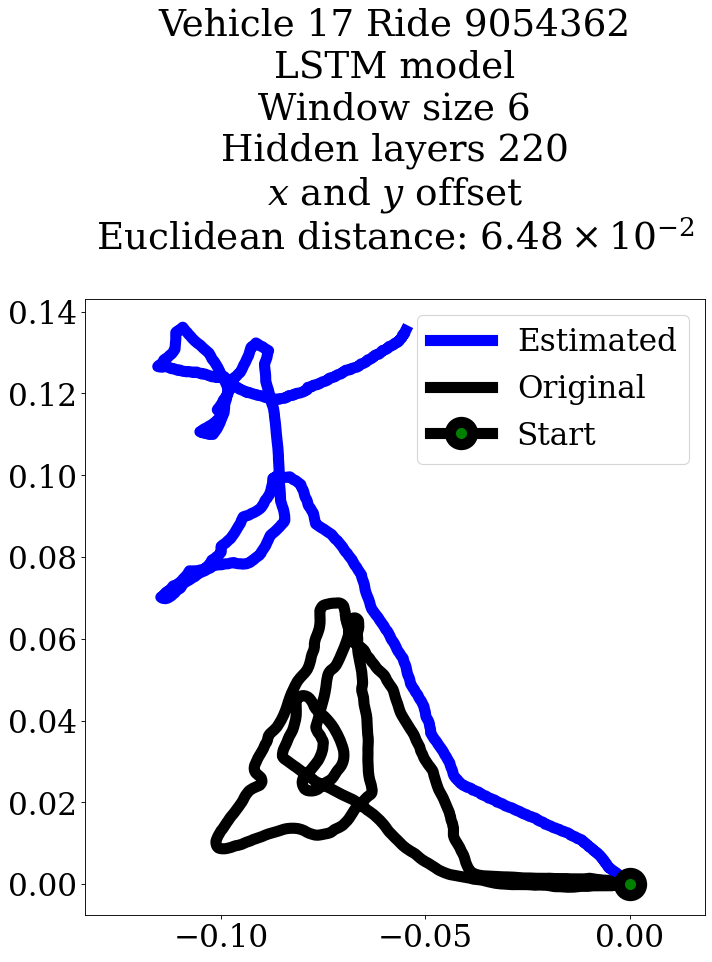 Vehicle 17 Ride 9054362
LSTM model
Window size 6
Hidden layers 220
x and y offset
Euclidean distance: 6.48 × 10⁻²
Estimated
Original
Start
0.14
0.12
0.10
0.08
0.06
0.04
0.02
0.00
−0.10 −0.05 0.00